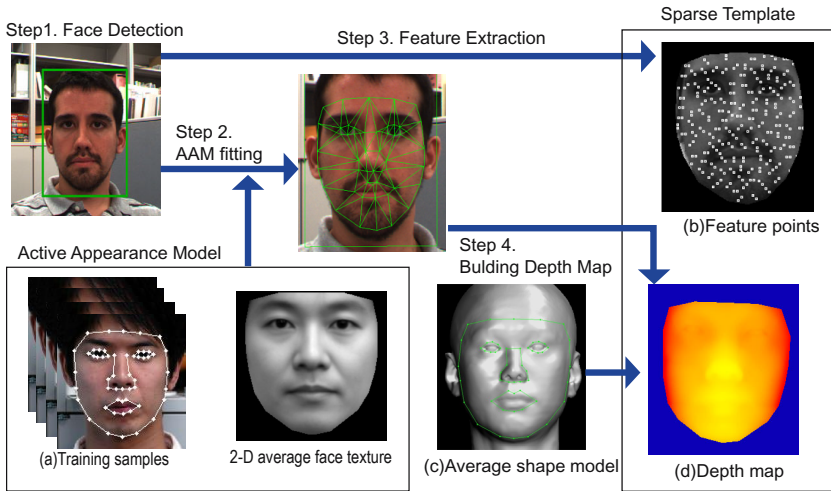 Step1. Face Detection
Sparse Template
Step 3. Feature Extraction
Step 2.
AAM fitting
(b)Feature points
Active Appearance Model
Step 4.
Bulding Depth Map
(a)Training samples
2-D average face texture
(c)Average shape model
(d)Depth map